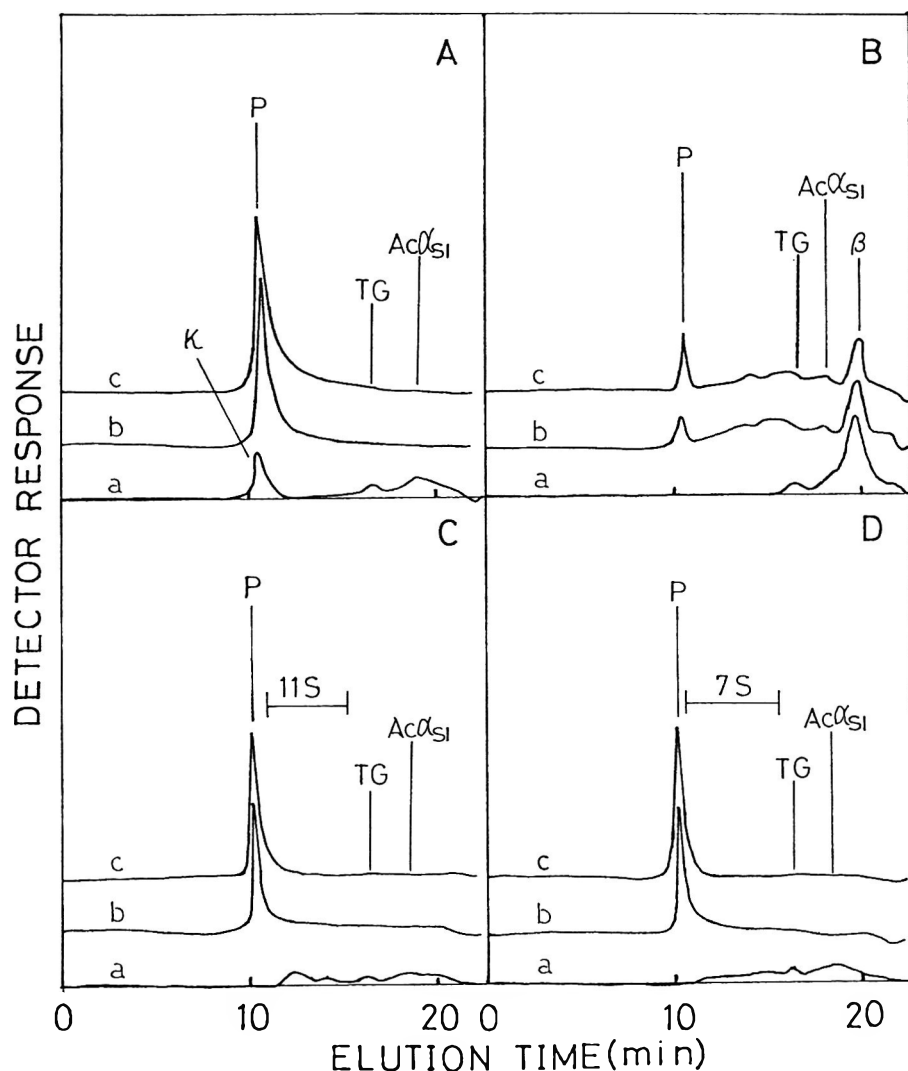 A
P
Acαs1
TG
K
c
b
a
B
P
Acαs1
TG
β
c
b
a
C
P
11S
Acαs1
TG
c
b
a
D
P
7S
Acαs1
TG
c
b
a
0 10 20 0 10 20
DETECTOR RESPONSE
ELUTION TIME(min)